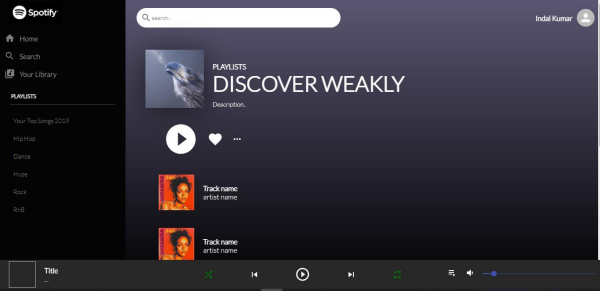 Spotify
search..
Indal Kumar
Home
Search
Your Library
PLAYLISTS
Your Top Songs 2019
Hip Hop
Dance
Hype
Rock
RnB
PLAYLISTS
DISCOVER WEAKLY
Description..
Track name
artist name
Track name
artist name
Title
...